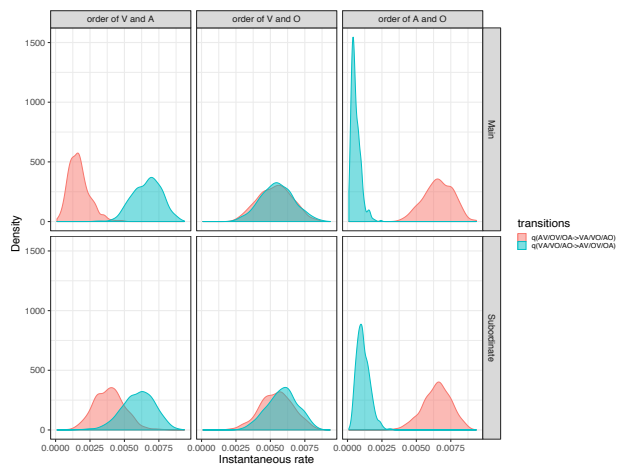 order of V and A
order of V and O
order of A and O
1500
1000
500
0
Main
1500
1000
500
0
Subordinate
Density
0.0000 0.0025 0.0050 0.0075
0.0000 0.0025 0.0050 0.0075
0.0000 0.0025 0.0050 0.0075
Instantaneous rate
transitions
q(AV/OV/OA->VA/VO/AO)
q(VA/VO/AO->AV/OV/OA)